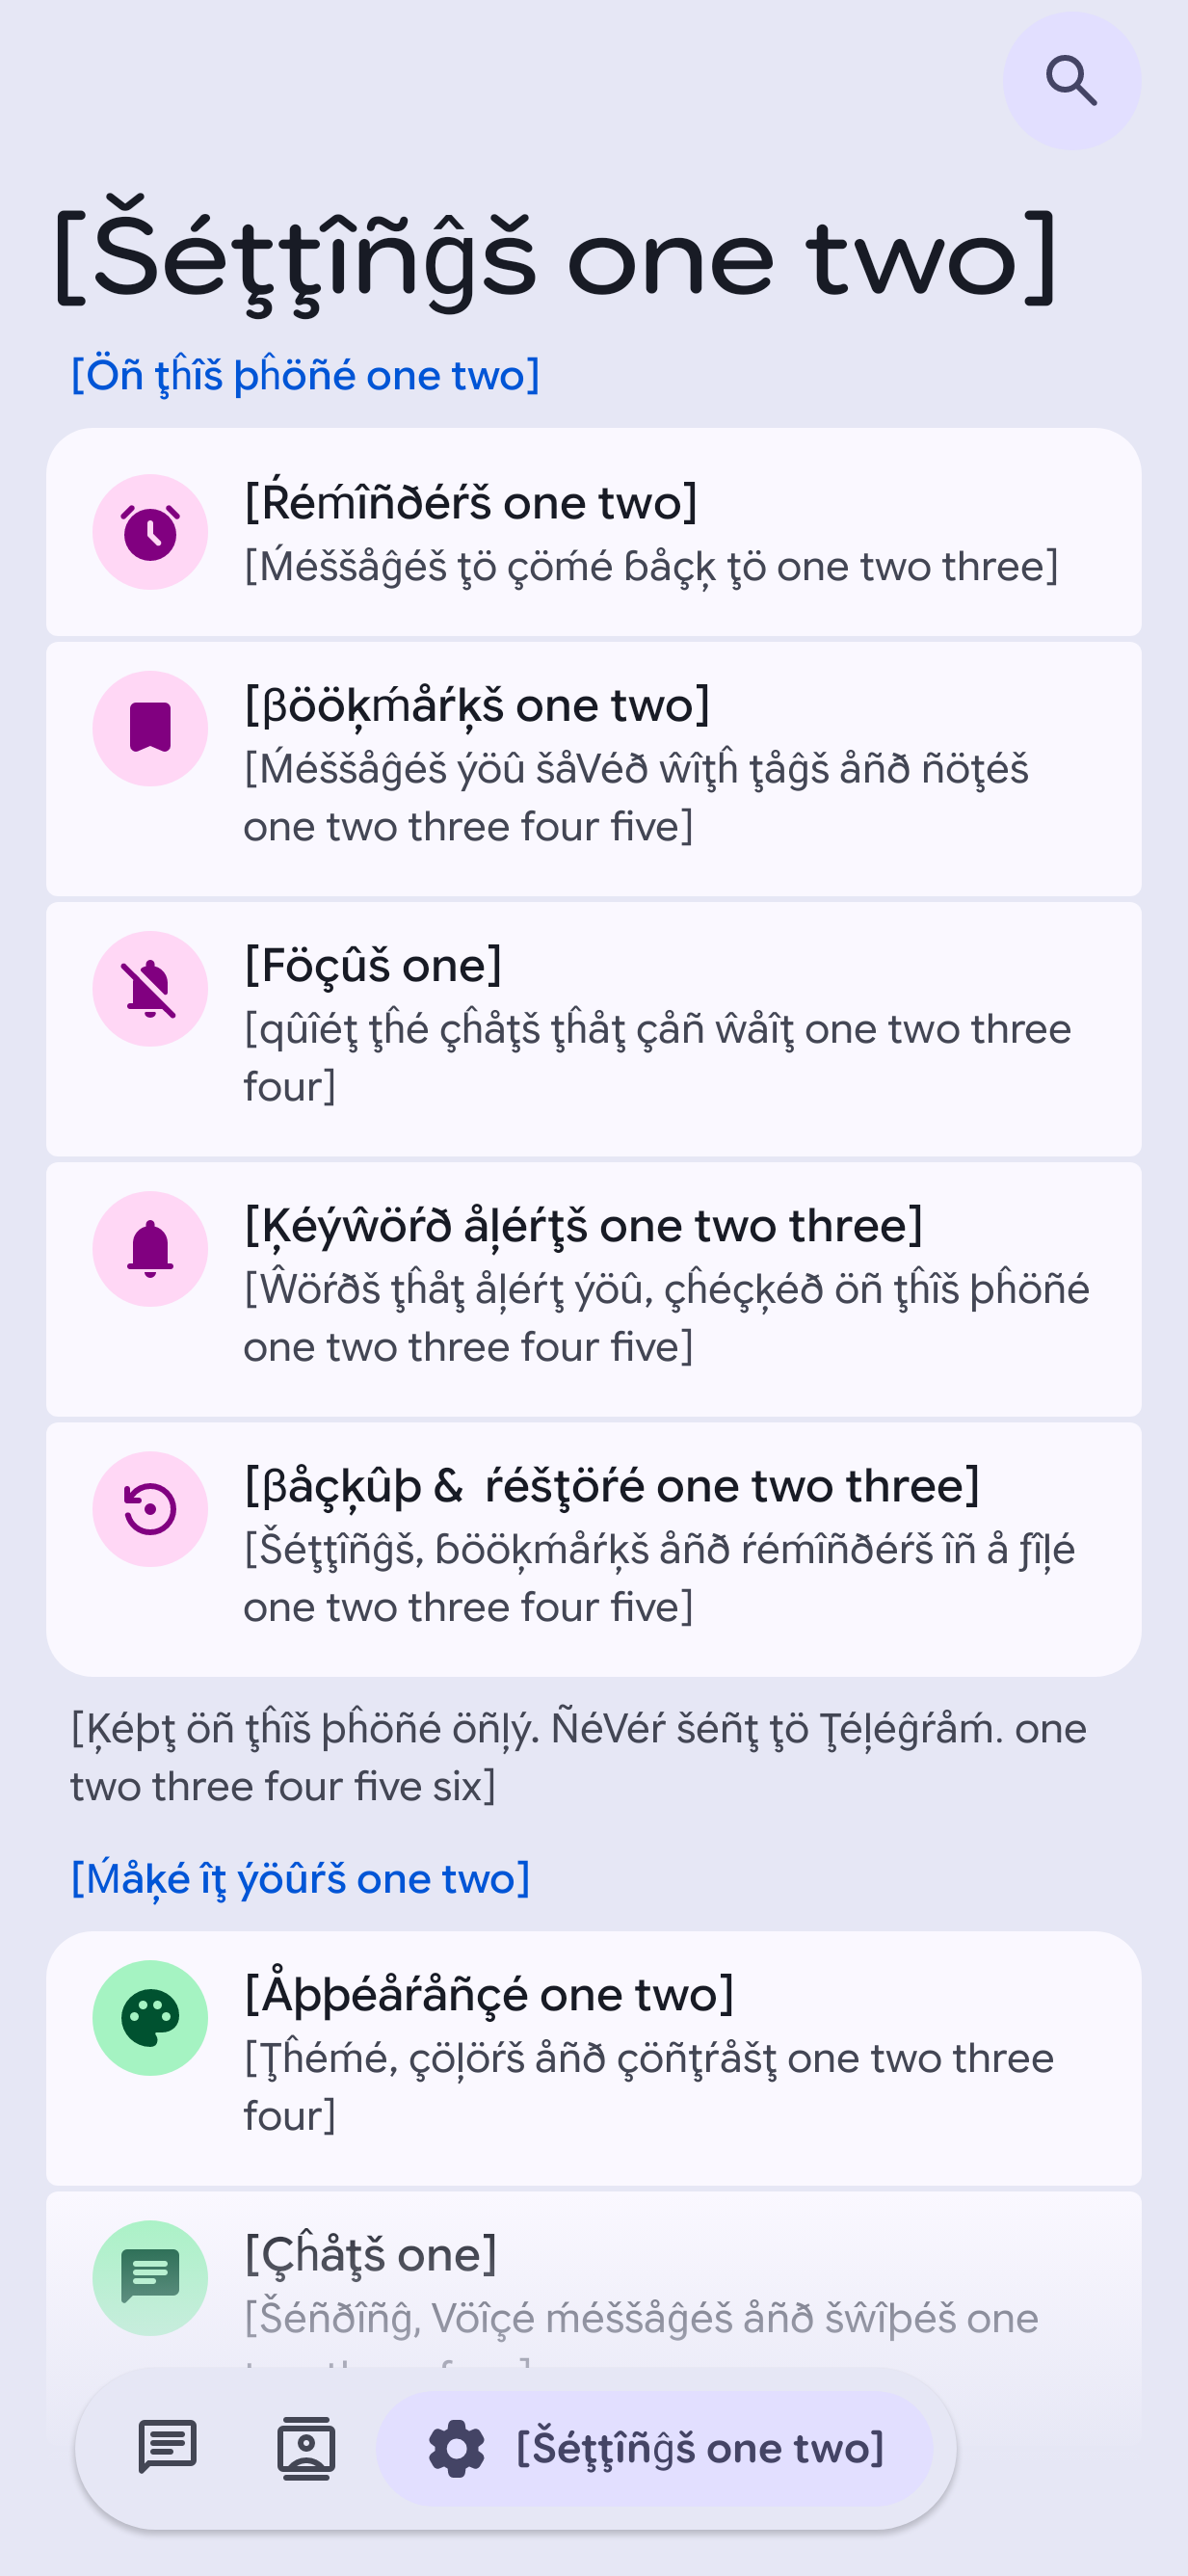 [Šéţţîñĝš one two]
[Öñ ţĥîš þĥöñé one two]
[Ŕéḿîñðéŕš one two]
[Ḿéššåĝéš ţö çöḿé ƃåçķ ţö one two three]
[βööķḿåŕķš one two]
[Ḿéššåĝéš ýöû šåVéð ŵîţĥ ţåĝš åñð ñöţéš
one two three four five]
[Föçûš one]
[qûîéţ ţĥé çĥåţš ţĥåţ çåñ ŵåîţ one two three
four]
[Ķéýŵöŕð åļéŕţš one two three]
[Ŵöŕðš ţĥåţ åļéŕţ ýöû, çĥéçķéð öñ ţĥîš þĥöñé
one two three four five]
[βåçķûþ &  ŕéšţöŕé one two three]
[Šéţţîñĝš, ƃööķḿåŕķš åñð ŕéḿîñðéŕš îñ å ƒîļé
one two three four five]
[Ķéþţ öñ ţĥîš þĥöñé öñļý. ÑéVéŕ šéñţ ţö Ţéļéĝŕåḿ. one
two three four five six]
[Ḿåķé îţ ýöûŕš one two]
[Åþþéåŕåñçé one two]
[Ţĥéḿé, çöļöŕš åñð çöñţŕåšţ one two three
four]
[Çĥåţš one]
[Šéñðîñĝ, Vöîçé ḿéššåĝéš åñð šŵîþéš one
[Šéţţîñĝš one two]